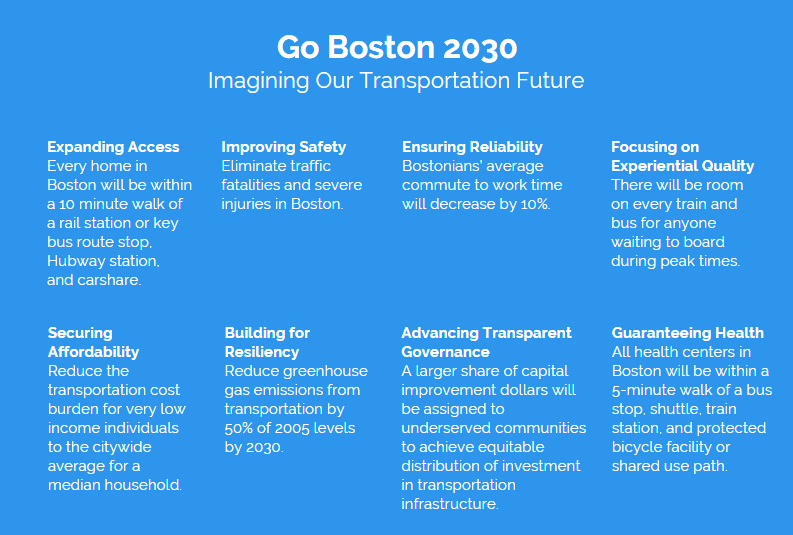 Go Boston 2030
Imagining Our Transportation Future
Expanding Access
Every home in
Boston will be within
a 10 minute walk of
a rail station or key
bus route stop,
Hubway station,
and carshare.
Improving Safety
Eliminate traffic
fatalities and severe
injuries in Boston.
Ensuring Reliability
Bostonians' average
commute to work time
will decrease by 10%.
Focusing on
Experiential Quality
There will be room
on every train and
bus for anyone
waiting to board
during peak times.
Securing
Affordability
Reduce the
transportation cost
burden for very low
income individuals
to the citywide
average for a
median household.
Building for
Resiliency
Reduce greenhouse
gas emissions from
transportation by
50% of 2005 levels
by 2030.
Advancing Transparent
Governance
A larger share of capital
improvement dollars will
be assigned to
underserved communities
to achieve equitable
distribution of investment
in transportation
infrastructure.
Guaranteeing Health
All health centers in
Boston will be within a
5-minute walk of a bus
stop, shuttle, train
station, and protected
bicycle facility or
shared use path.